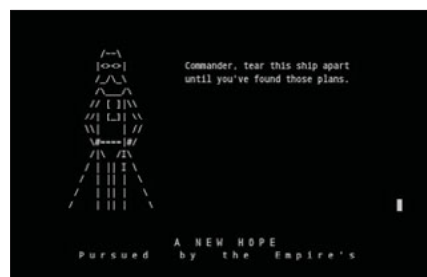 Commander, tear this ship apart
until you've found those plans.
A NEW HOPE
Pursued by the Empire's